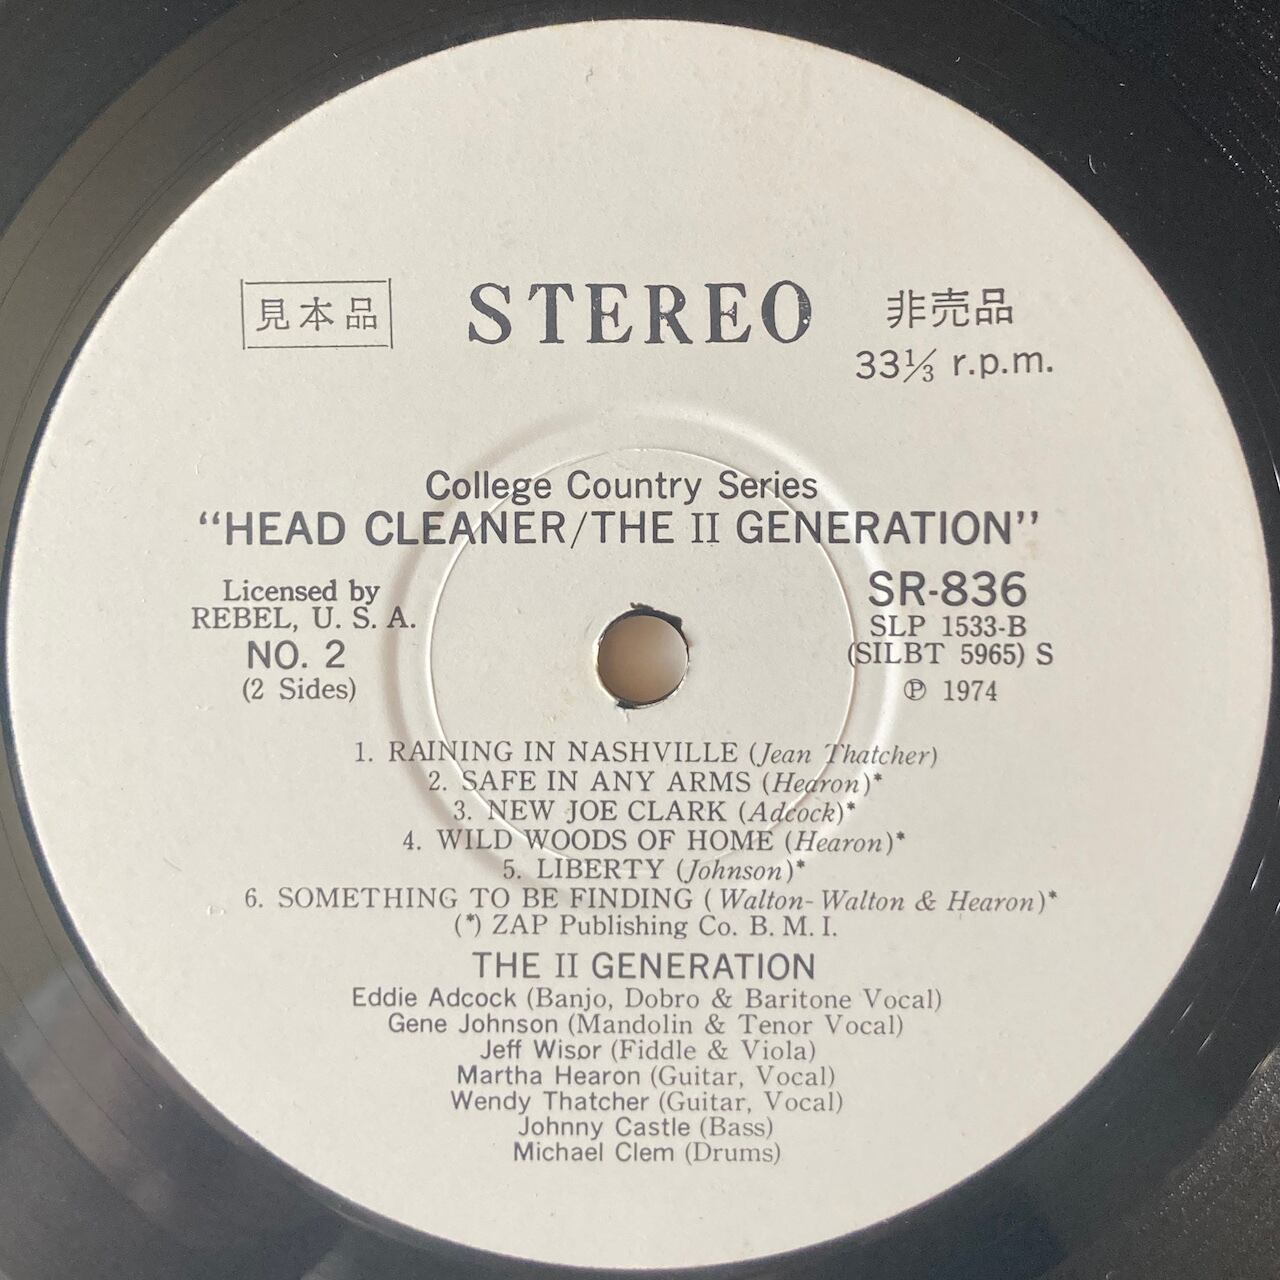 見本品 STEREO 非売品
33⅓ r.p.m.
College Country Series
“HEAD CLEANER/THE II GENERATION”
Licensed by
REBEL, U. S. A.
NO. 2
(2 Sides)
SR-836
SLP 1533-B
(SILBT 5965) S
℗ 1974
1. RAINING IN NASHVILLE (Jean Thatcher)
2. SAFE IN ANY ARMS (Hearon)*
3. NEW JOE CLARK (Adcock)*
4. WILD WOODS OF HOME (Hearon)*
5. LIBERTY (Johnson)*
6. SOMETHING TO BE FINDING (Walton-Walton & Hearon)*
(*) ZAP Publishing Co. B. M. I.
THE II GENERATION
Eddie Adcock (Banjo, Dobro & Baritone Vocal)
Gene Johnson (Mandolin & Tenor Vocal)
Jeff Wisor (Fiddle & Viola)
Martha Hearon (Guitar, Vocal)
Wendy Thatcher (Guitar, Vocal)
Johnny Castle (Bass)
Michael Clem (Drums)